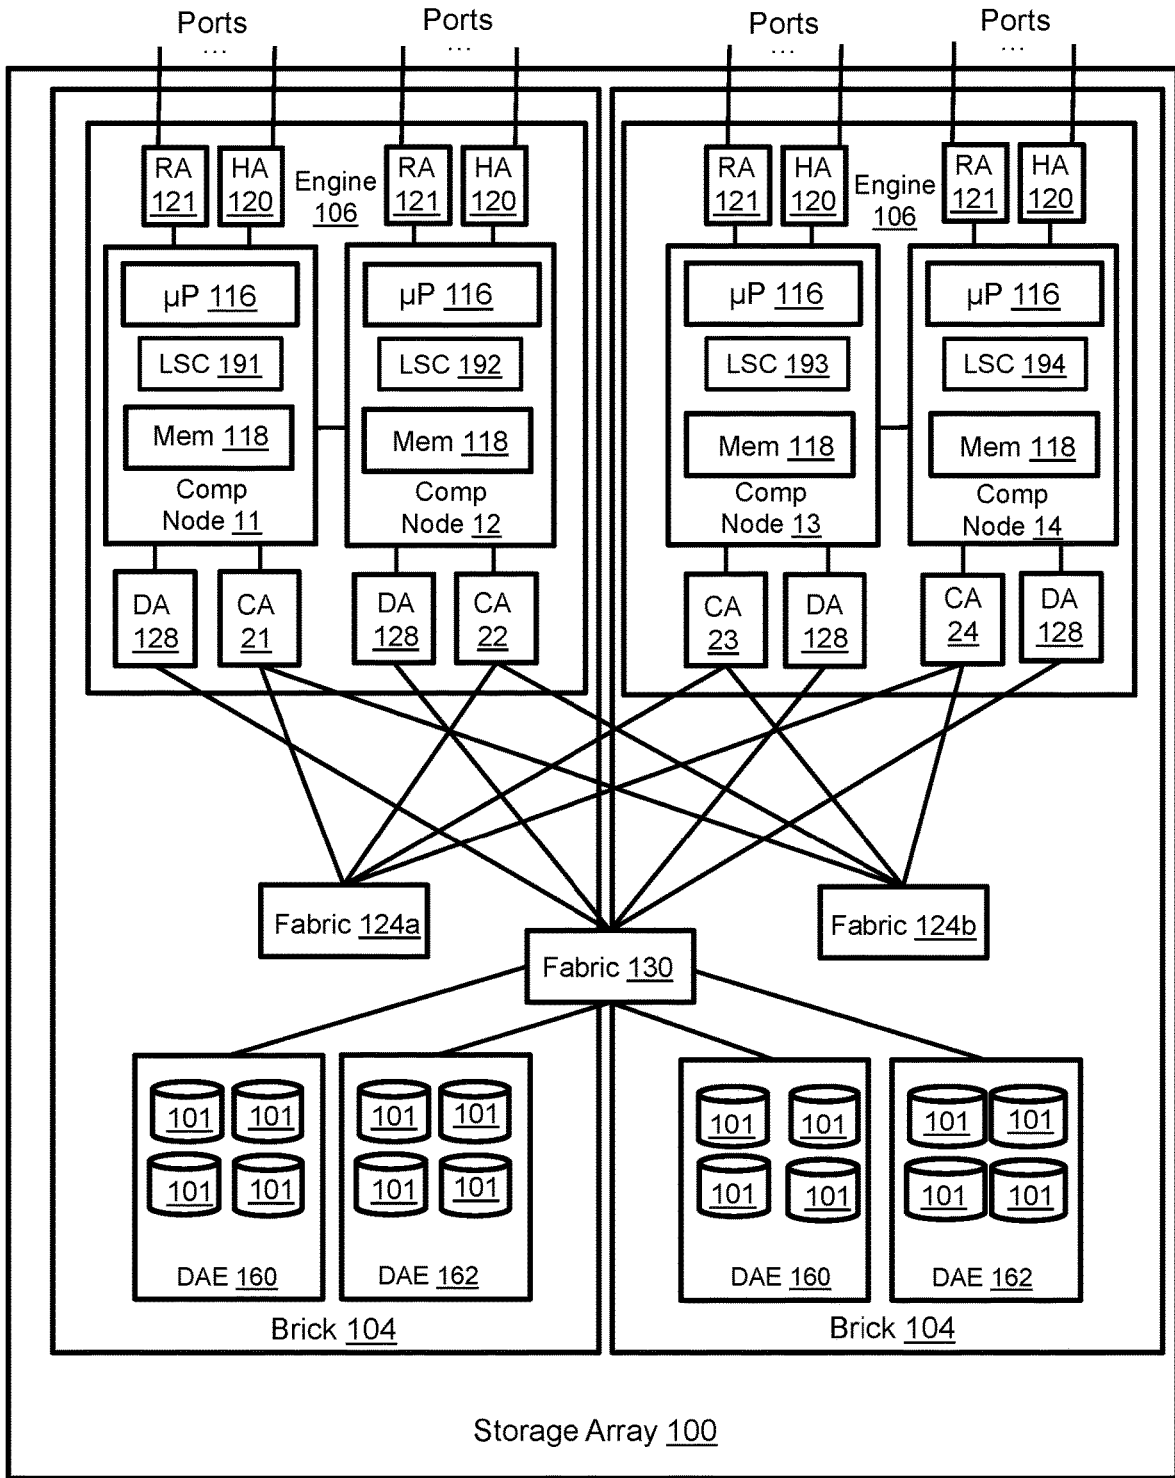 Ports
...
Ports
...
Ports
...
Ports
...
RA
121
HA
120
Engine
106
RA
121
HA
120
RA
121
HA
120
Engine
106
RA
121
HA
120
µP 116
LSC 191
Mem 118
Comp
Node 11
µP 116
LSC 192
Mem 118
Comp
Node 12
µP 116
LSC 193
Mem 118
Comp
Node 13
µP 116
LSC 194
Mem 118
Comp
Node 14
DA
128
CA
21
DA
128
CA
22
CA
23
DA
128
CA
24
DA
128
Fabric 124a
Fabric 130
Fabric 124b
101 101
101 101
DAE 160
101 101
101 101
DAE 162
Brick 104
101 101
101 101
DAE 160
101 101
101 101
DAE 162
Brick 104
Storage Array 100